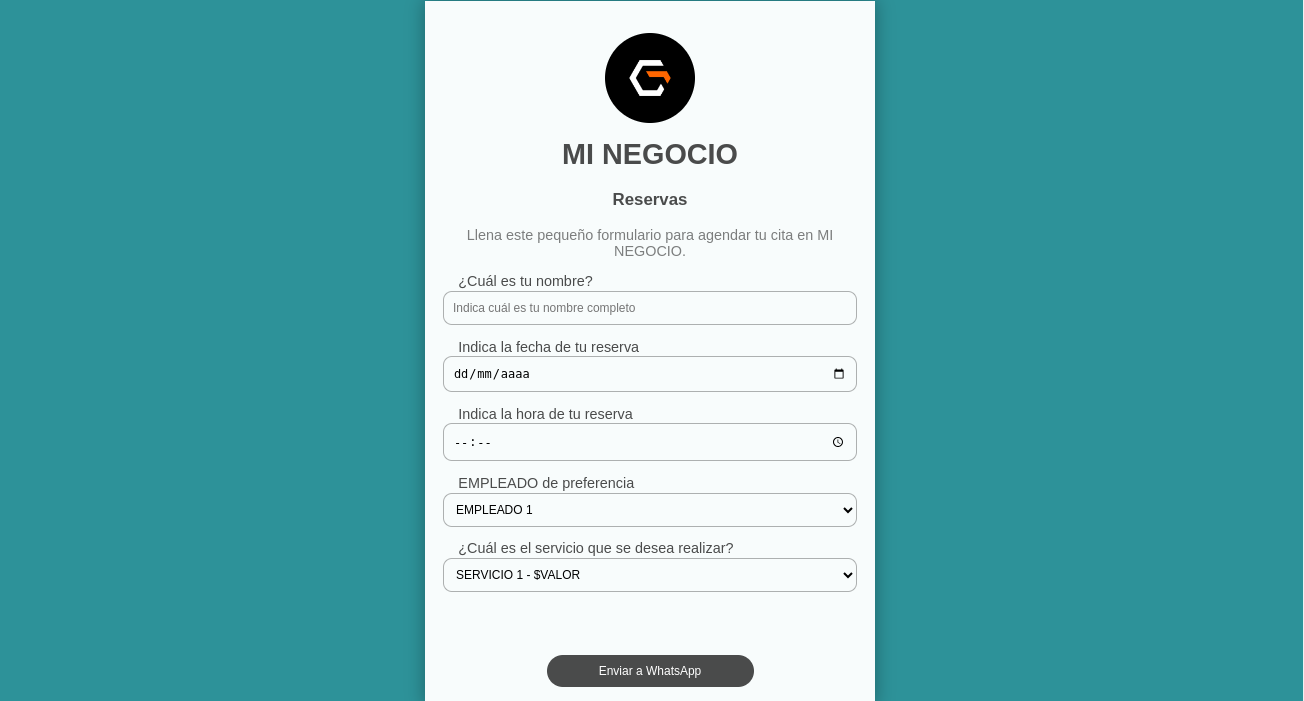 MI NEGOCIO
Reservas
Llena este pequeño formulario para agendar tu cita en MI
NEGOCIO.
¿Cuál es tu nombre?
Indica cuál es tu nombre completo
Indica la fecha de tu reserva
dd/mm/aaaa
Indica la hora de tu reserva
--:--
EMPLEADO de preferencia
EMPLEADO 1
¿Cuál es el servicio que se desea realizar?
SERVICIO 1 - $VALOR
Enviar a WhatsApp